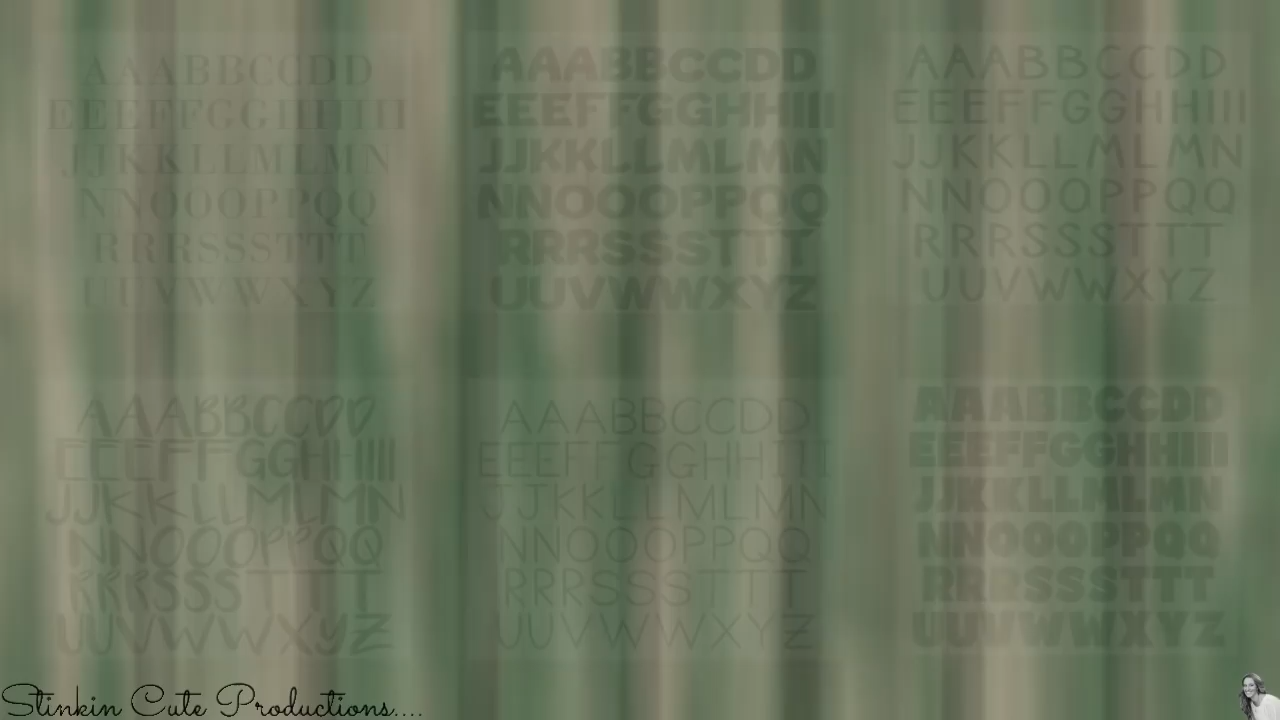 AAABBCCDD
EEEFFGGHHIII
JJKKLLMLMN
NNOOOPPQQ
RRRSSSTTT
UUVWWXYZ
AAABBCCDD
EEEFFGGHHIII
JJKKLLMLMN
NNOOOPPQQ
RRRSSSTTT
UUVWWXYZ
AAABBCCDD
EEEFFGGHHIII
JJKKLLMLMN
NNOOOPPQQ
RRRSSSTTT
UUVWWXYZ
AAABBCCDD
EEEFFGGHHIII
JJKKLLMLMN
NNOOOPPQQ
RRRSSSTTT
UUVWWXYZ
AAABBCCDD
EEEFFGGHHIII
JJKKLLMLMN
NNOOOPPQQ
RRRSSSTTT
UUVWWXYZ
AAABBCCDD
EEEFFGGHHIII
JJKKLLMLMN
NNOOOPPQQ
RRRSSSTTT
UUVWWXYZ
Stinkin Cute Productions....